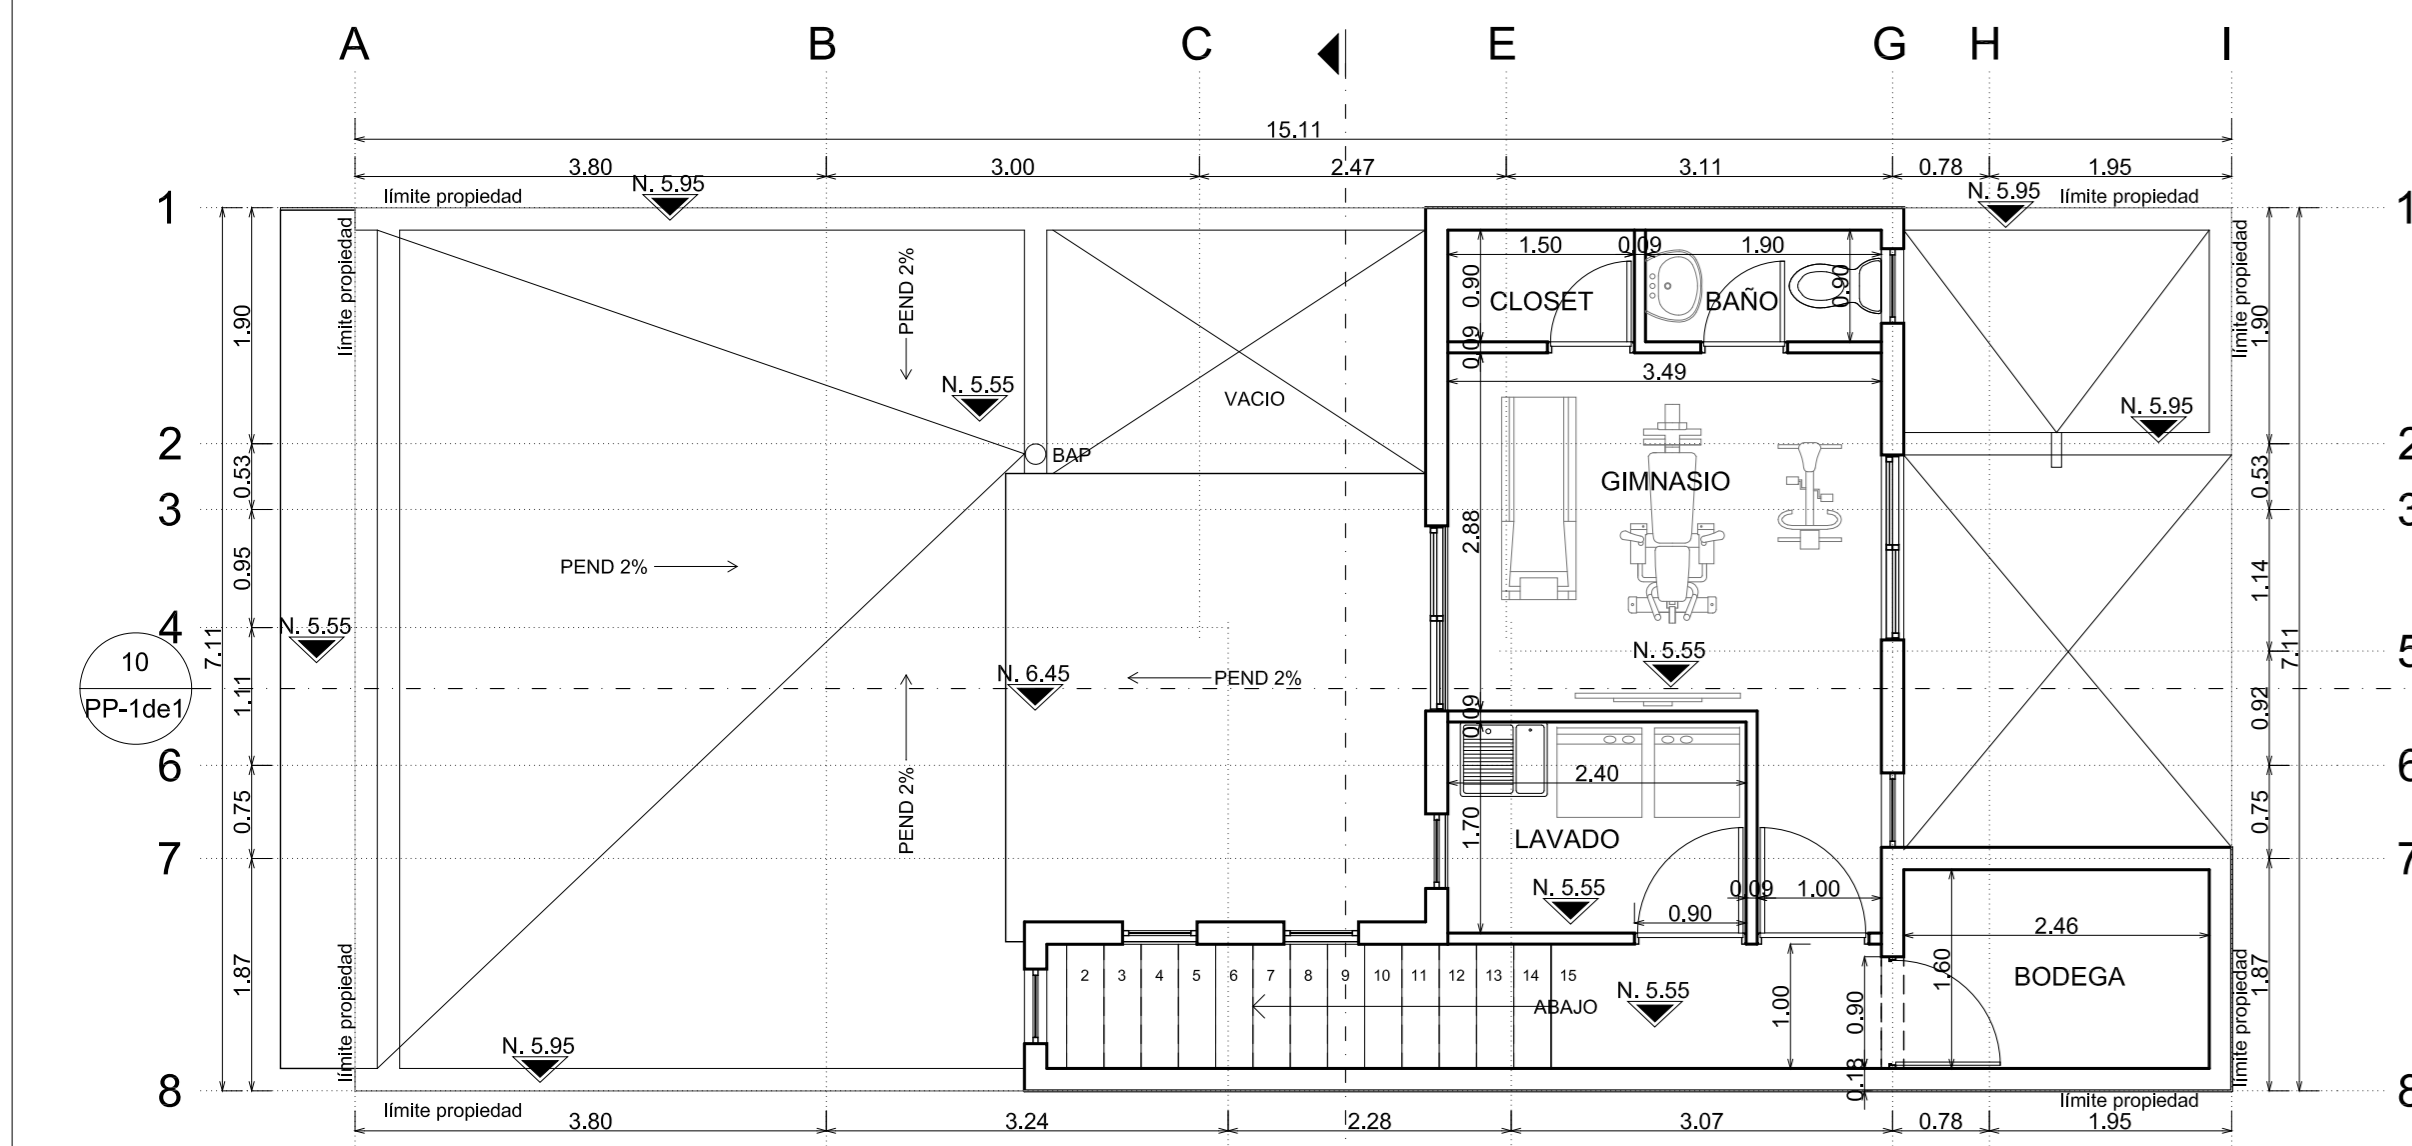 A B C E G H I
15.11
3.80 3.00 2.47 3.11 0.78 1.95
límite propiedad N. 5.95 N. 5.95 límite propiedad
1 1
límite propiedad límite propiedad
PEND 2%
1.50 0.09 1.90
0.90 CLOSET BAÑO 0.90
1.90 1.90
0.09
3.49
N. 5.55 VACIO N. 5.95
2 BAP 2
0.53 GIMNASIO 0.53
3 3
2.88
0.95 PEND 2% 1.14
4
N. 5.55 7.11 N. 5.55 5 7.11
10
PP-1de1
1.11 N. 6.45 PEND 2% 0.92
0.09
6 6
2.40
0.75 PEND 2% 1.70 LAVADO 0.75
7 7
N. 5.55 0.09 1.00
0.90 2.46
límite propiedad límite propiedad
1.87 2 3 4 5 6 7 8 9 10 11 12 13 14 15 1.60 BODEGA 1.87
ABAJO N. 5.55 1.00 0.90
N. 5.95
0.18
8 8
límite propiedad límite propiedad
3.80 3.24 2.28 3.07 0.78 1.95